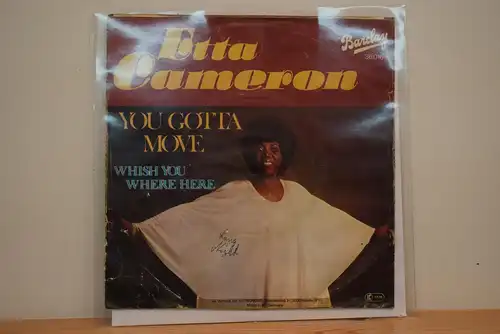 Etta
Cameron
Barclay
YOU GOTTA
MOVE
WHISH YOU
WHERE HERE